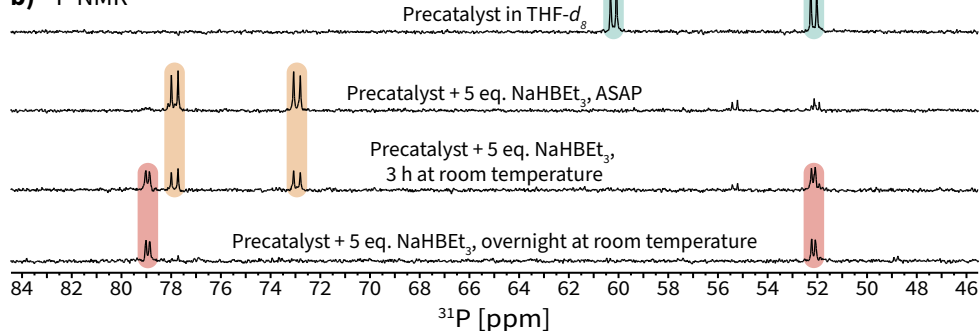 b) ³¹P NMR
Precatalyst in THF-d₈
Precatalyst + 5 eq. NaHBEt₃, ASAP
Precatalyst + 5 eq. NaHBEt₃,
3 h at room temperature
Precatalyst + 5 eq. NaHBEt₃, overnight at room temperature
84 82 80 78 76 74 72 70 68 66 64 62 60 58 56 54 52 50 48 46
³¹P [ppm]